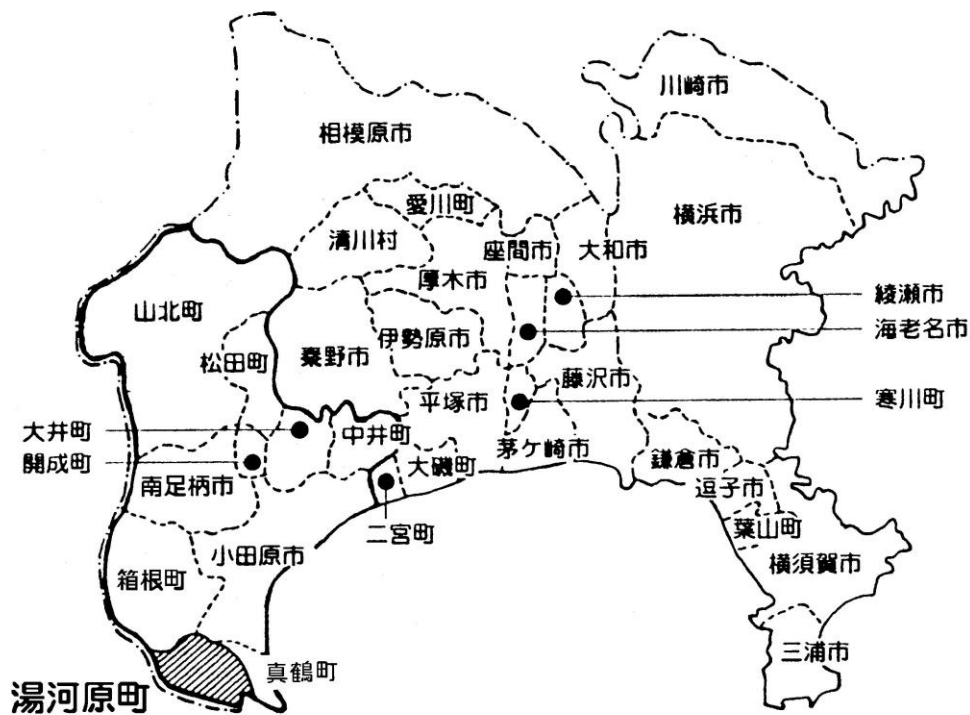 川崎市
相模原市
愛川町
横浜市
清川村
座間市
大和市
厚木市
綾瀬市
山北町
海老名市
伊勢原市
松田町
秦野市
藤沢市
平塚市
寒川町
大井町
中井町
茅ケ崎市
開成町
大磯町
鎌倉市
南足柄市
逗子市
二宮町
葉山町
小田原市
横須賀市
箱根町
三浦市
真鶴町
湯河原町